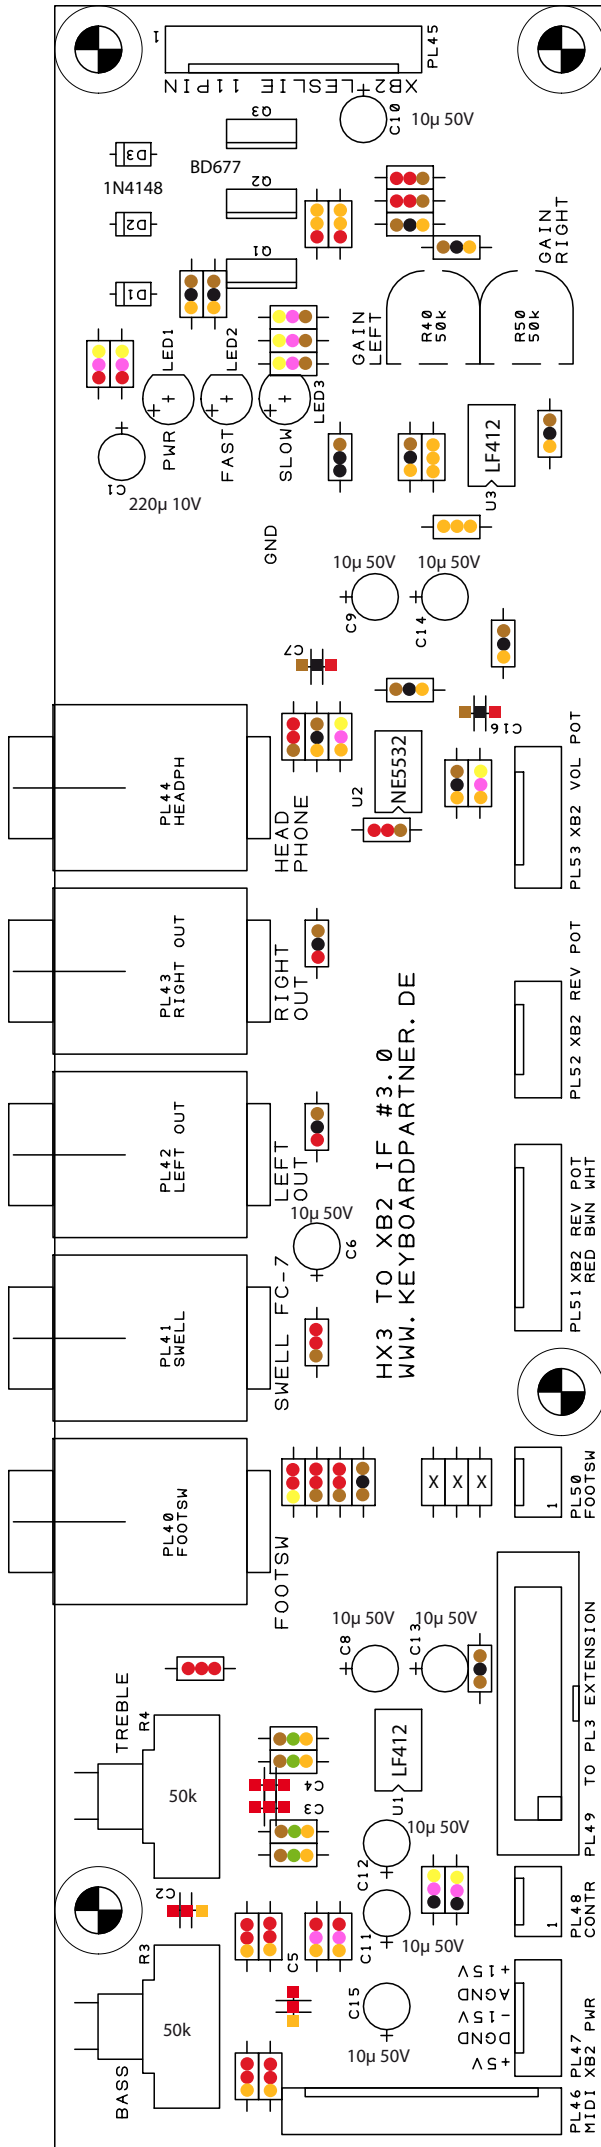 1
PL45
XB2 LESLIE 11PIN
C10
10µ 50V
Q3
BD677
D3
1N4148
Q2
D2
Q1
D1
GAIN
RIGHT
GAIN
LEFT
R40
50k
R50
50k
LED1
LED2
LED3
PWR
FAST
SLOW
C1
220µ 10V
LF412
U3
GND
10µ 50V
10µ 50V
C9
C14
C7
C16
PL44
HEADPH
HEAD
PHONE
U2
NE5532
PL53 XB2 VOL POT
PL43
RIGHT OUT
RIGHT
OUT
PL52 XB2 REV POT
PL42
LEFT OUT
LEFT
OUT
HX3 TO XB2 IF #3.0
WWW.KEYBOARDPARTNER.DE
10µ 50V
C6
PL51 XB2 REV POT
RED BWN WHT
PL41
SWELL
SWELL FC-7
X X X
1
PL50
FOOTSW
PL40
FOOTSW
FOOTSW
10µ 50V
10µ 50V
C8
C13
PL49 TO PL3 EXTENSION
TREBLE
R4
50k
C4
C3
LF412
U1
10µ 50V
C12
C2
C11
10µ 50V
1
PL48
CONTR
R3
50k
BASS
C5
C15
10µ 50V
+15V
AGND
-15V
DGND
+5V
PL47
XB2 PWR
PL46
MIDI